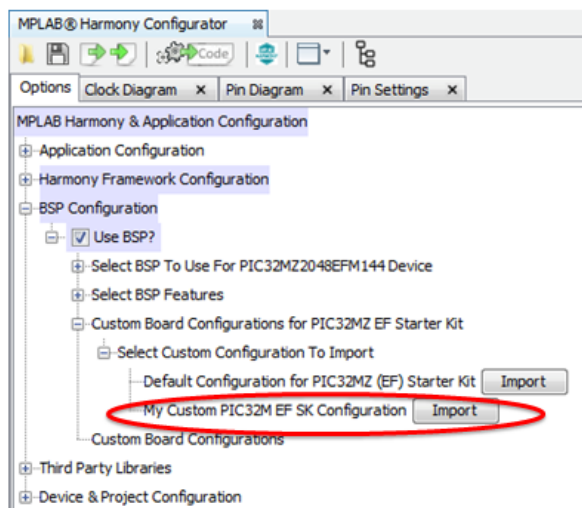 MPLAB® Harmony Configurator
Code
Options Clock Diagram x Pin Diagram x Pin Settings x
MPLAB Harmony & Application Configuration
Application Configuration
Harmony Framework Configuration
BSP Configuration
Use BSP?
Select BSP To Use For PIC32MZ2048EFM144 Device
Select BSP Features
Custom Board Configurations for PIC32MZ EF Starter Kit
Select Custom Configuration To Import
Default Configuration for PIC32MZ (EF) Starter Kit Import
My Custom PIC32M EF SK Configuration Import
Custom Board Configurations
Third Party Libraries
Device & Project Configuration